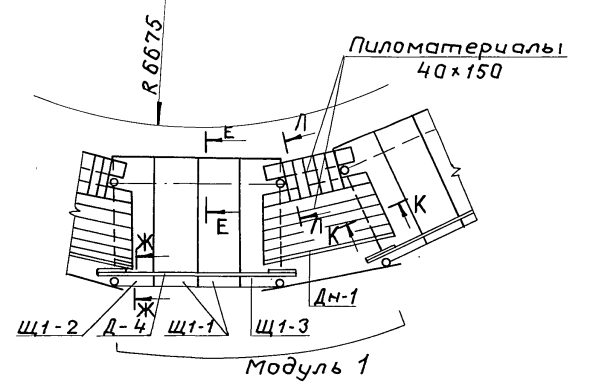 R 6675
Пиломатериалы
40×150
Е
Л
К
Е
Л
К
Ж
Дн-1
Ж
Щ1-2
Д-4
Щ1-1
Щ1-3
Модуль 1